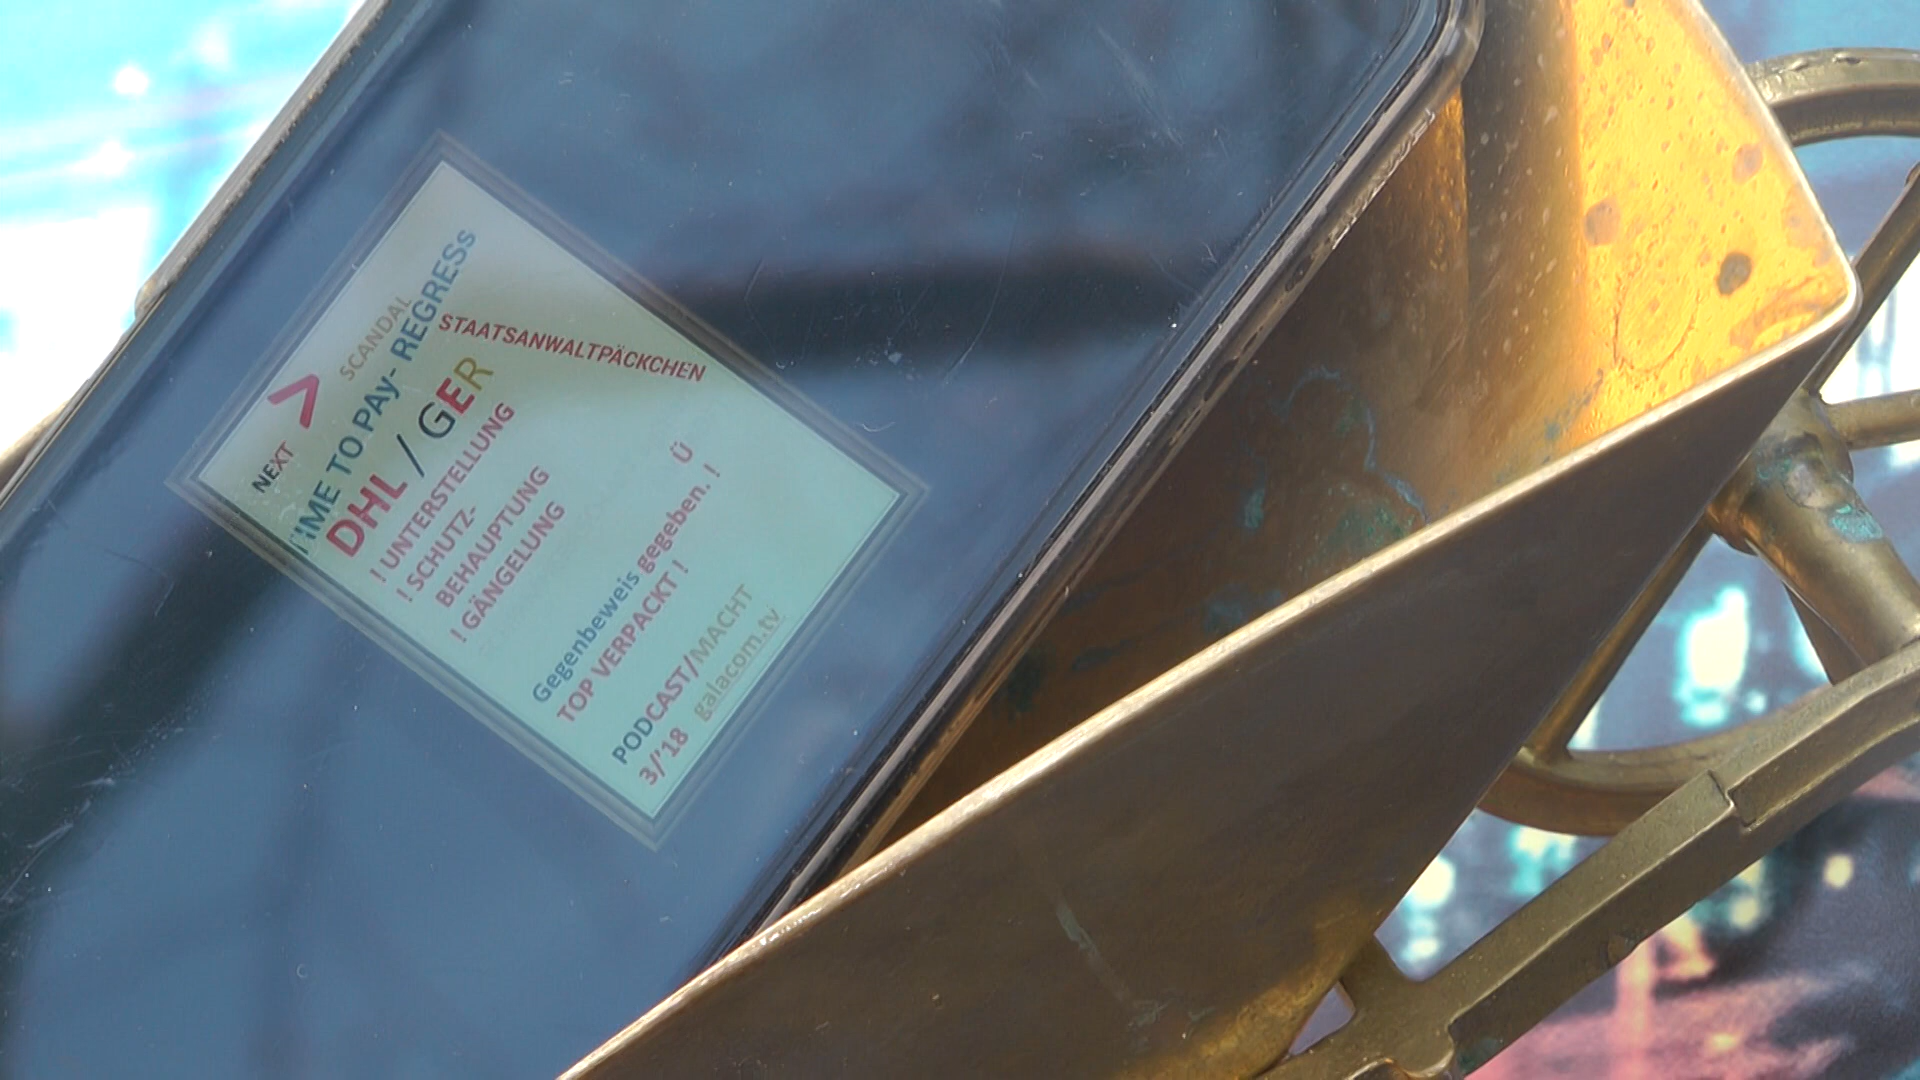 NEXT >
SCANDAL
TIME TO PAY- REGRESS
DHL / GER
STAATSANWALTPÄCKCHEN
! UNTERSTELLUNG
! SCHUTZ-
BEHAUPTUNG
! GÄNGELUNG
Ü
Gegenbeweis gegeben. !
TOP VERPACKT !
PODCAST/MACHT
3/'18 galacom.tv